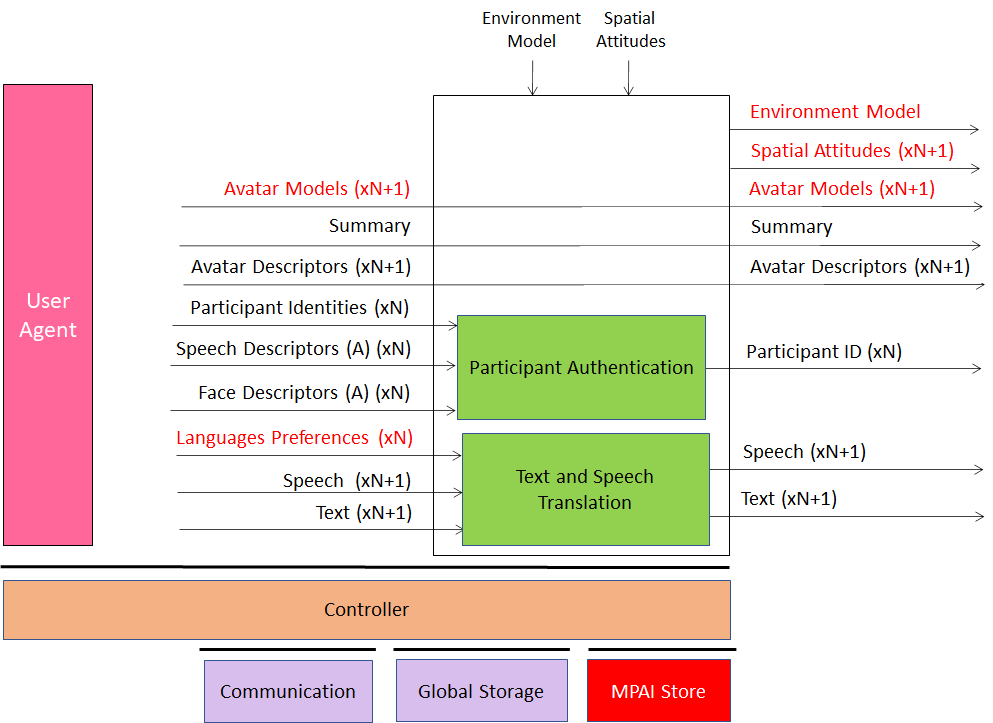 Environment
Model
Spatial
Attitudes
Environment Model
Spatial Attitudes (xN+1)
Avatar Models (xN+1)
Avatar Models (xN+1)
Summary
Summary
Avatar Descriptors (xN+1)
Avatar Descriptors (xN+1)
User
Agent
Participant Identities (xN)
Speech Descriptors (A) (xN)
Face Descriptors (A) (xN)
Participant Authentication
Participant ID (xN)
Languages Preferences (xN)
Speech (xN+1)
Text (xN+1)
Text and Speech
Translation
Speech (xN+1)
Text (xN+1)
Controller
Communication
Global Storage
MPAI Store